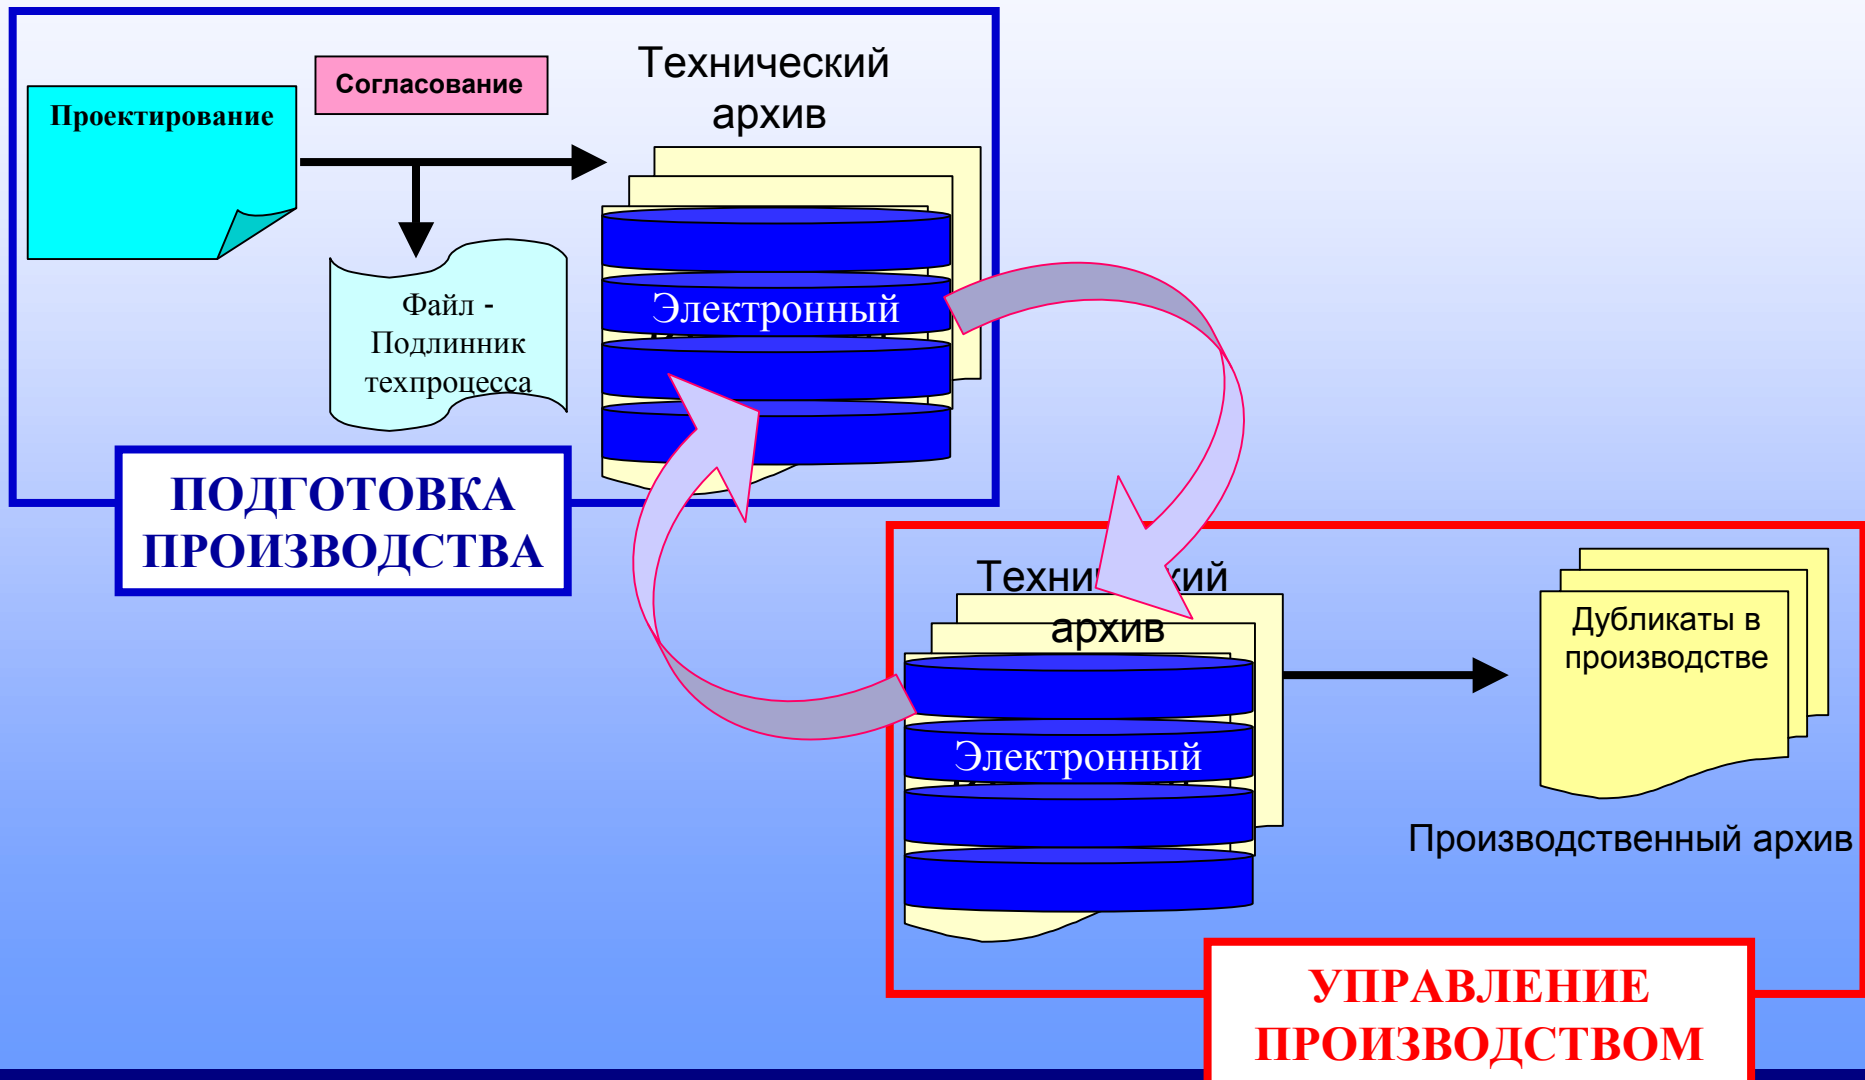 Проектирование
Согласование
Технический
архив
Файл -
Подлинник
техпроцесса
Электронный
ПОДГОТОВКА
ПРОИЗВОДСТВА
архив
Электронный
Дубликаты в
производстве
Производственный архив
УПРАВЛЕНИЕ
ПРОИЗВОДСТВОМ